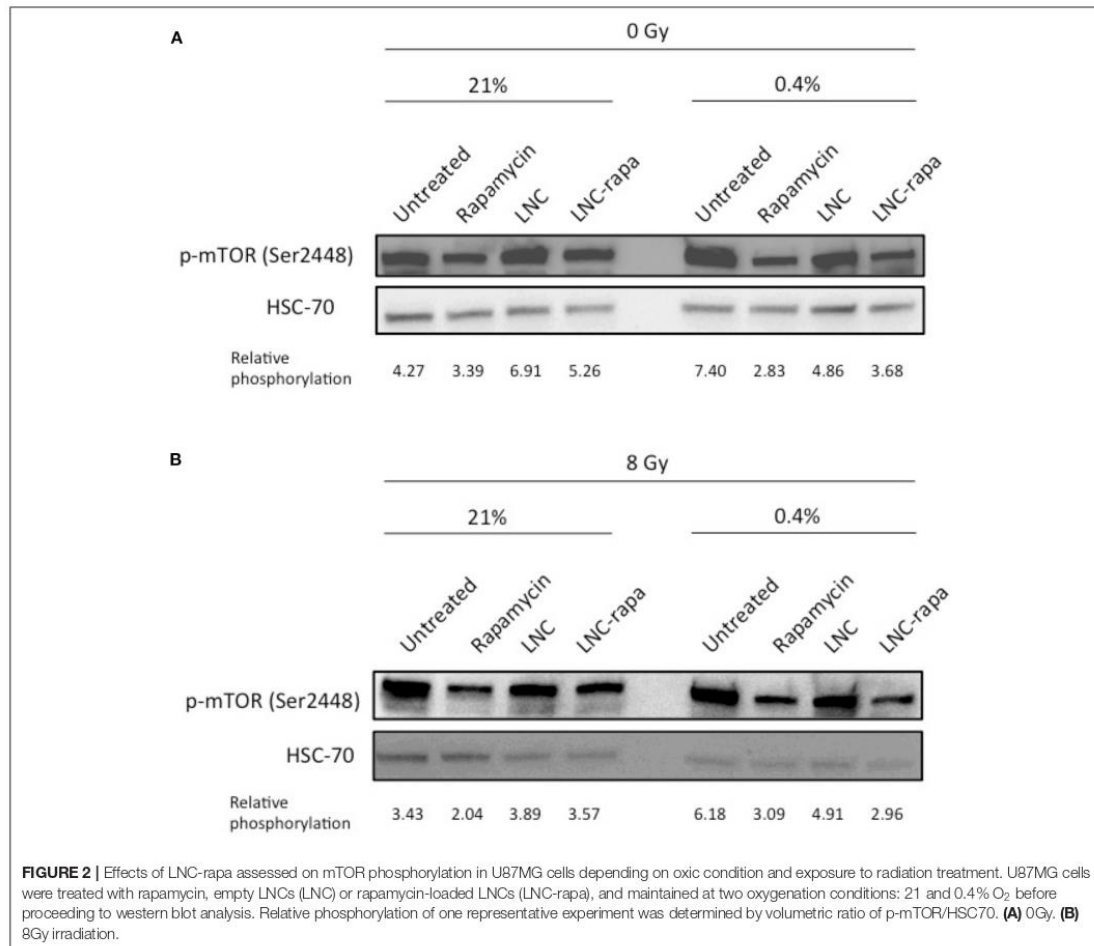 A
0 Gy
21% 0.4%
Untreated Rapamycin LNC LNC-rapa Untreated Rapamycin LNC LNC-rapa
p-mTOR (Ser2448)
HSC-70
Relative
phosphorylation 4.27 3.39 6.91 5.26 7.40 2.83 4.86 3.68
B
8 Gy
21% 0.4%
Untreated Rapamycin LNC LNC-rapa Untreated Rapamycin LNC LNC-rapa
p-mTOR (Ser2448)
HSC-70
Relative
phosphorylation 3.43 2.04 3.89 3.57 6.18 3.09 4.91 2.96
FIGURE 2 | Effects of LNC-rapa assessed on mTOR phosphorylation in U87MG cells depending on oxic condition and exposure to radiation treatment. U87MG cells
were treated with rapamycin, empty LNCs (LNC) or rapamycin-loaded LNCs (LNC-rapa), and maintained at two oxygenation conditions: 21 and 0.4% O₂ before
proceeding to western blot analysis. Relative phosphorylation of one representative experiment was determined by volumetric ratio of p-mTOR/HSC70. (A) 0Gy. (B)
8Gy irradiation.